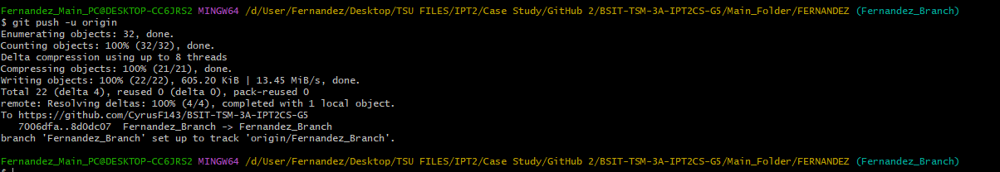 Fernandez_Main_PC@DESKTOP-CC6JRS2 MINGW64 /d/User/Fernandez/Desktop/TSU FILES/IPT2/Case Study/GitHub 2/BSIT-TSM-3A-IPT2CS-G5/Main_Folder/FERNANDEZ (Fernandez_Branch)
$ git push -u origin
Enumerating objects: 32, done.
Counting objects: 100% (32/32), done.
Delta compression using up to 8 threads
Compressing objects: 100% (21/21), done.
Writing objects: 100% (22/22), 605.20 KiB | 13.45 MiB/s, done.
Total 22 (delta 4), reused 0 (delta 0), pack-reused 0
remote: Resolving deltas: 100% (4/4), completed with 1 local object.
To https://github.com/CyrusF143/BSIT-TSM-3A-IPT2CS-G5
   7006dfa..8d0dc07  Fernandez_Branch -> Fernandez_Branch
branch 'Fernandez_Branch' set up to track 'origin/Fernandez_Branch'.
Fernandez_Main_PC@DESKTOP-CC6JRS2 MINGW64 /d/User/Fernandez/Desktop/TSU FILES/IPT2/Case Study/GitHub 2/BSIT-TSM-3A-IPT2CS-G5/Main_Folder/FERNANDEZ (Fernandez_Branch)
$